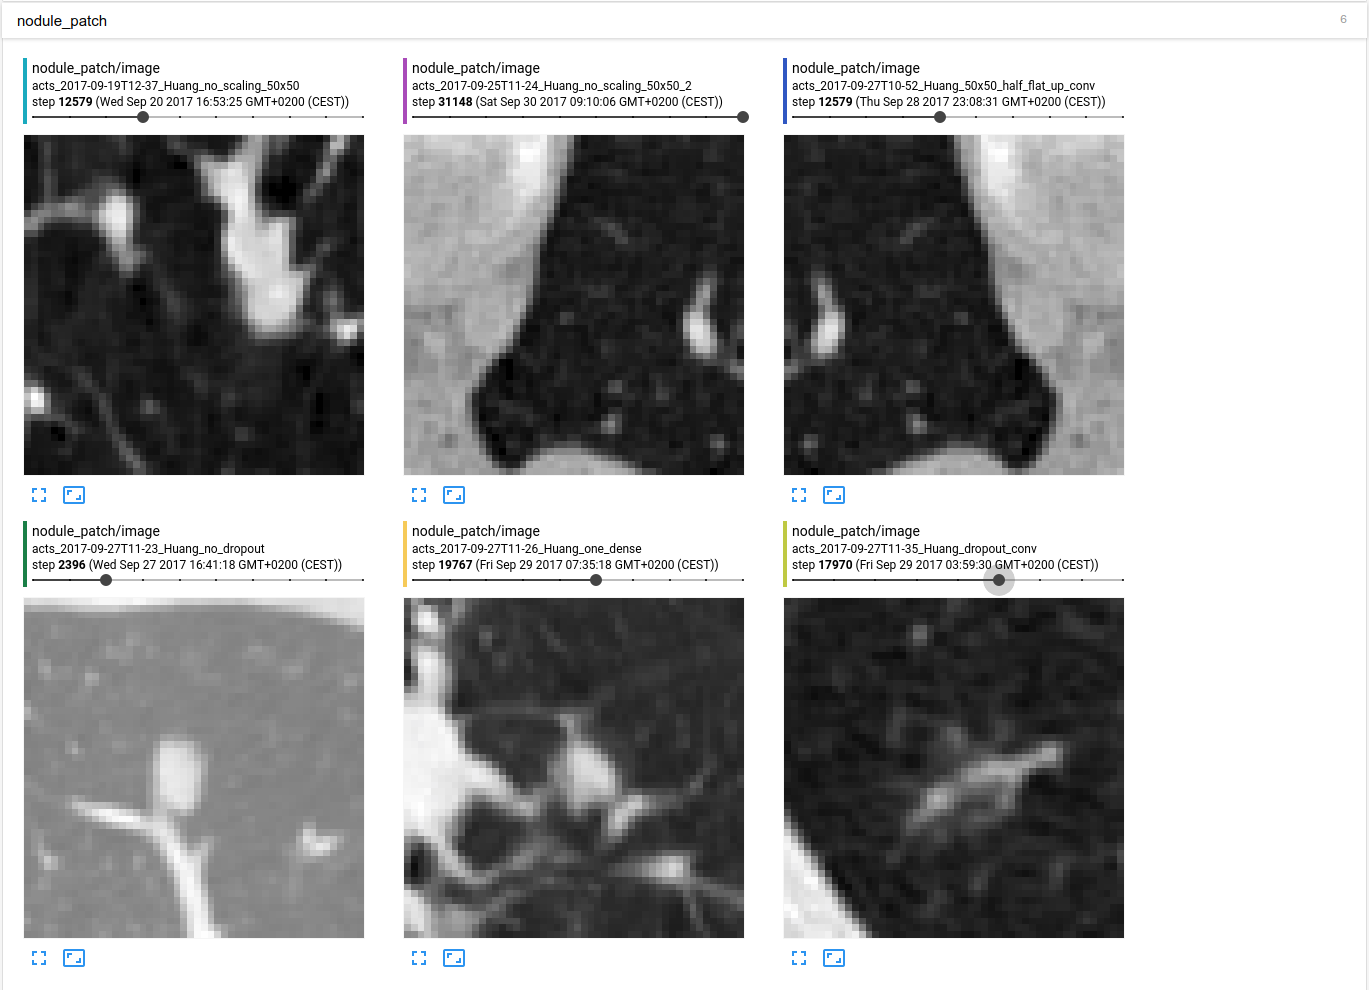 nodule_patch
6
nodule_patch/image
acts_2017-09-19T12-37_Huang_no_scaling_50x50
step 12579 (Wed Sep 20 2017 16:53:25 GMT+0200 (CEST))
nodule_patch/image
acts_2017-09-25T11-24_Huang_no_scaling_50x50_2
step 31148 (Sat Sep 30 2017 09:10:06 GMT+0200 (CEST))
nodule_patch/image
acts_2017-09-27T10-52_Huang_50x50_half_flat_up_conv
step 12579 (Thu Sep 28 2017 23:08:31 GMT+0200 (CEST))
nodule_patch/image
acts_2017-09-27T11-23_Huang_no_dropout
step 2396 (Wed Sep 27 2017 16:41:18 GMT+0200 (CEST))
nodule_patch/image
acts_2017-09-27T11-26_Huang_one_dense
step 19767 (Fri Sep 29 2017 07:35:18 GMT+0200 (CEST))
nodule_patch/image
acts_2017-09-27T11-35_Huang_dropout_conv
step 17970 (Fri Sep 29 2017 03:59:30 GMT+0200 (CEST))